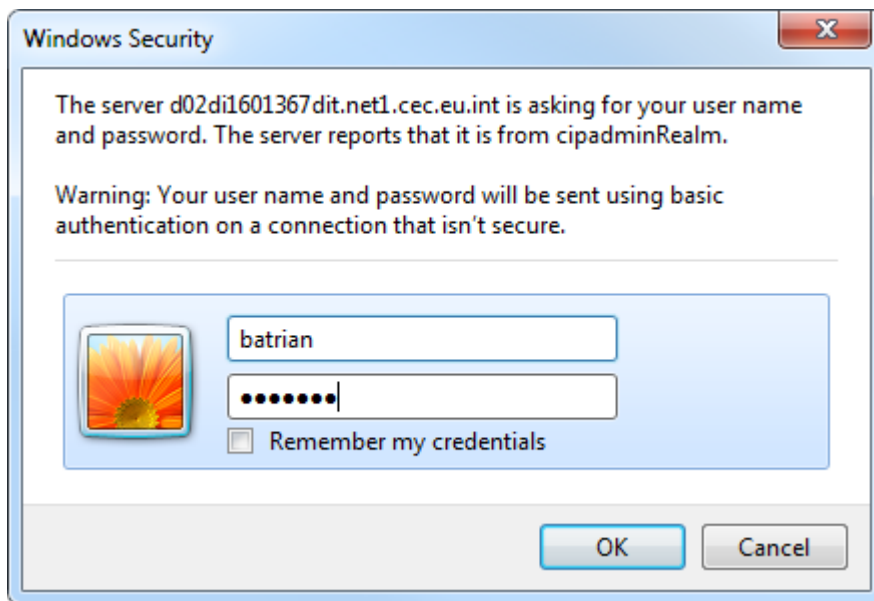 Windows Security
The server d02di1601367dit.net1.cec.eu.int is asking for your user name
and password. The server reports that it is from cipadminRealm.
Warning: Your user name and password will be sent using basic
authentication on a connection that isn't secure.
batrian
•••••••
Remember my credentials
OK Cancel